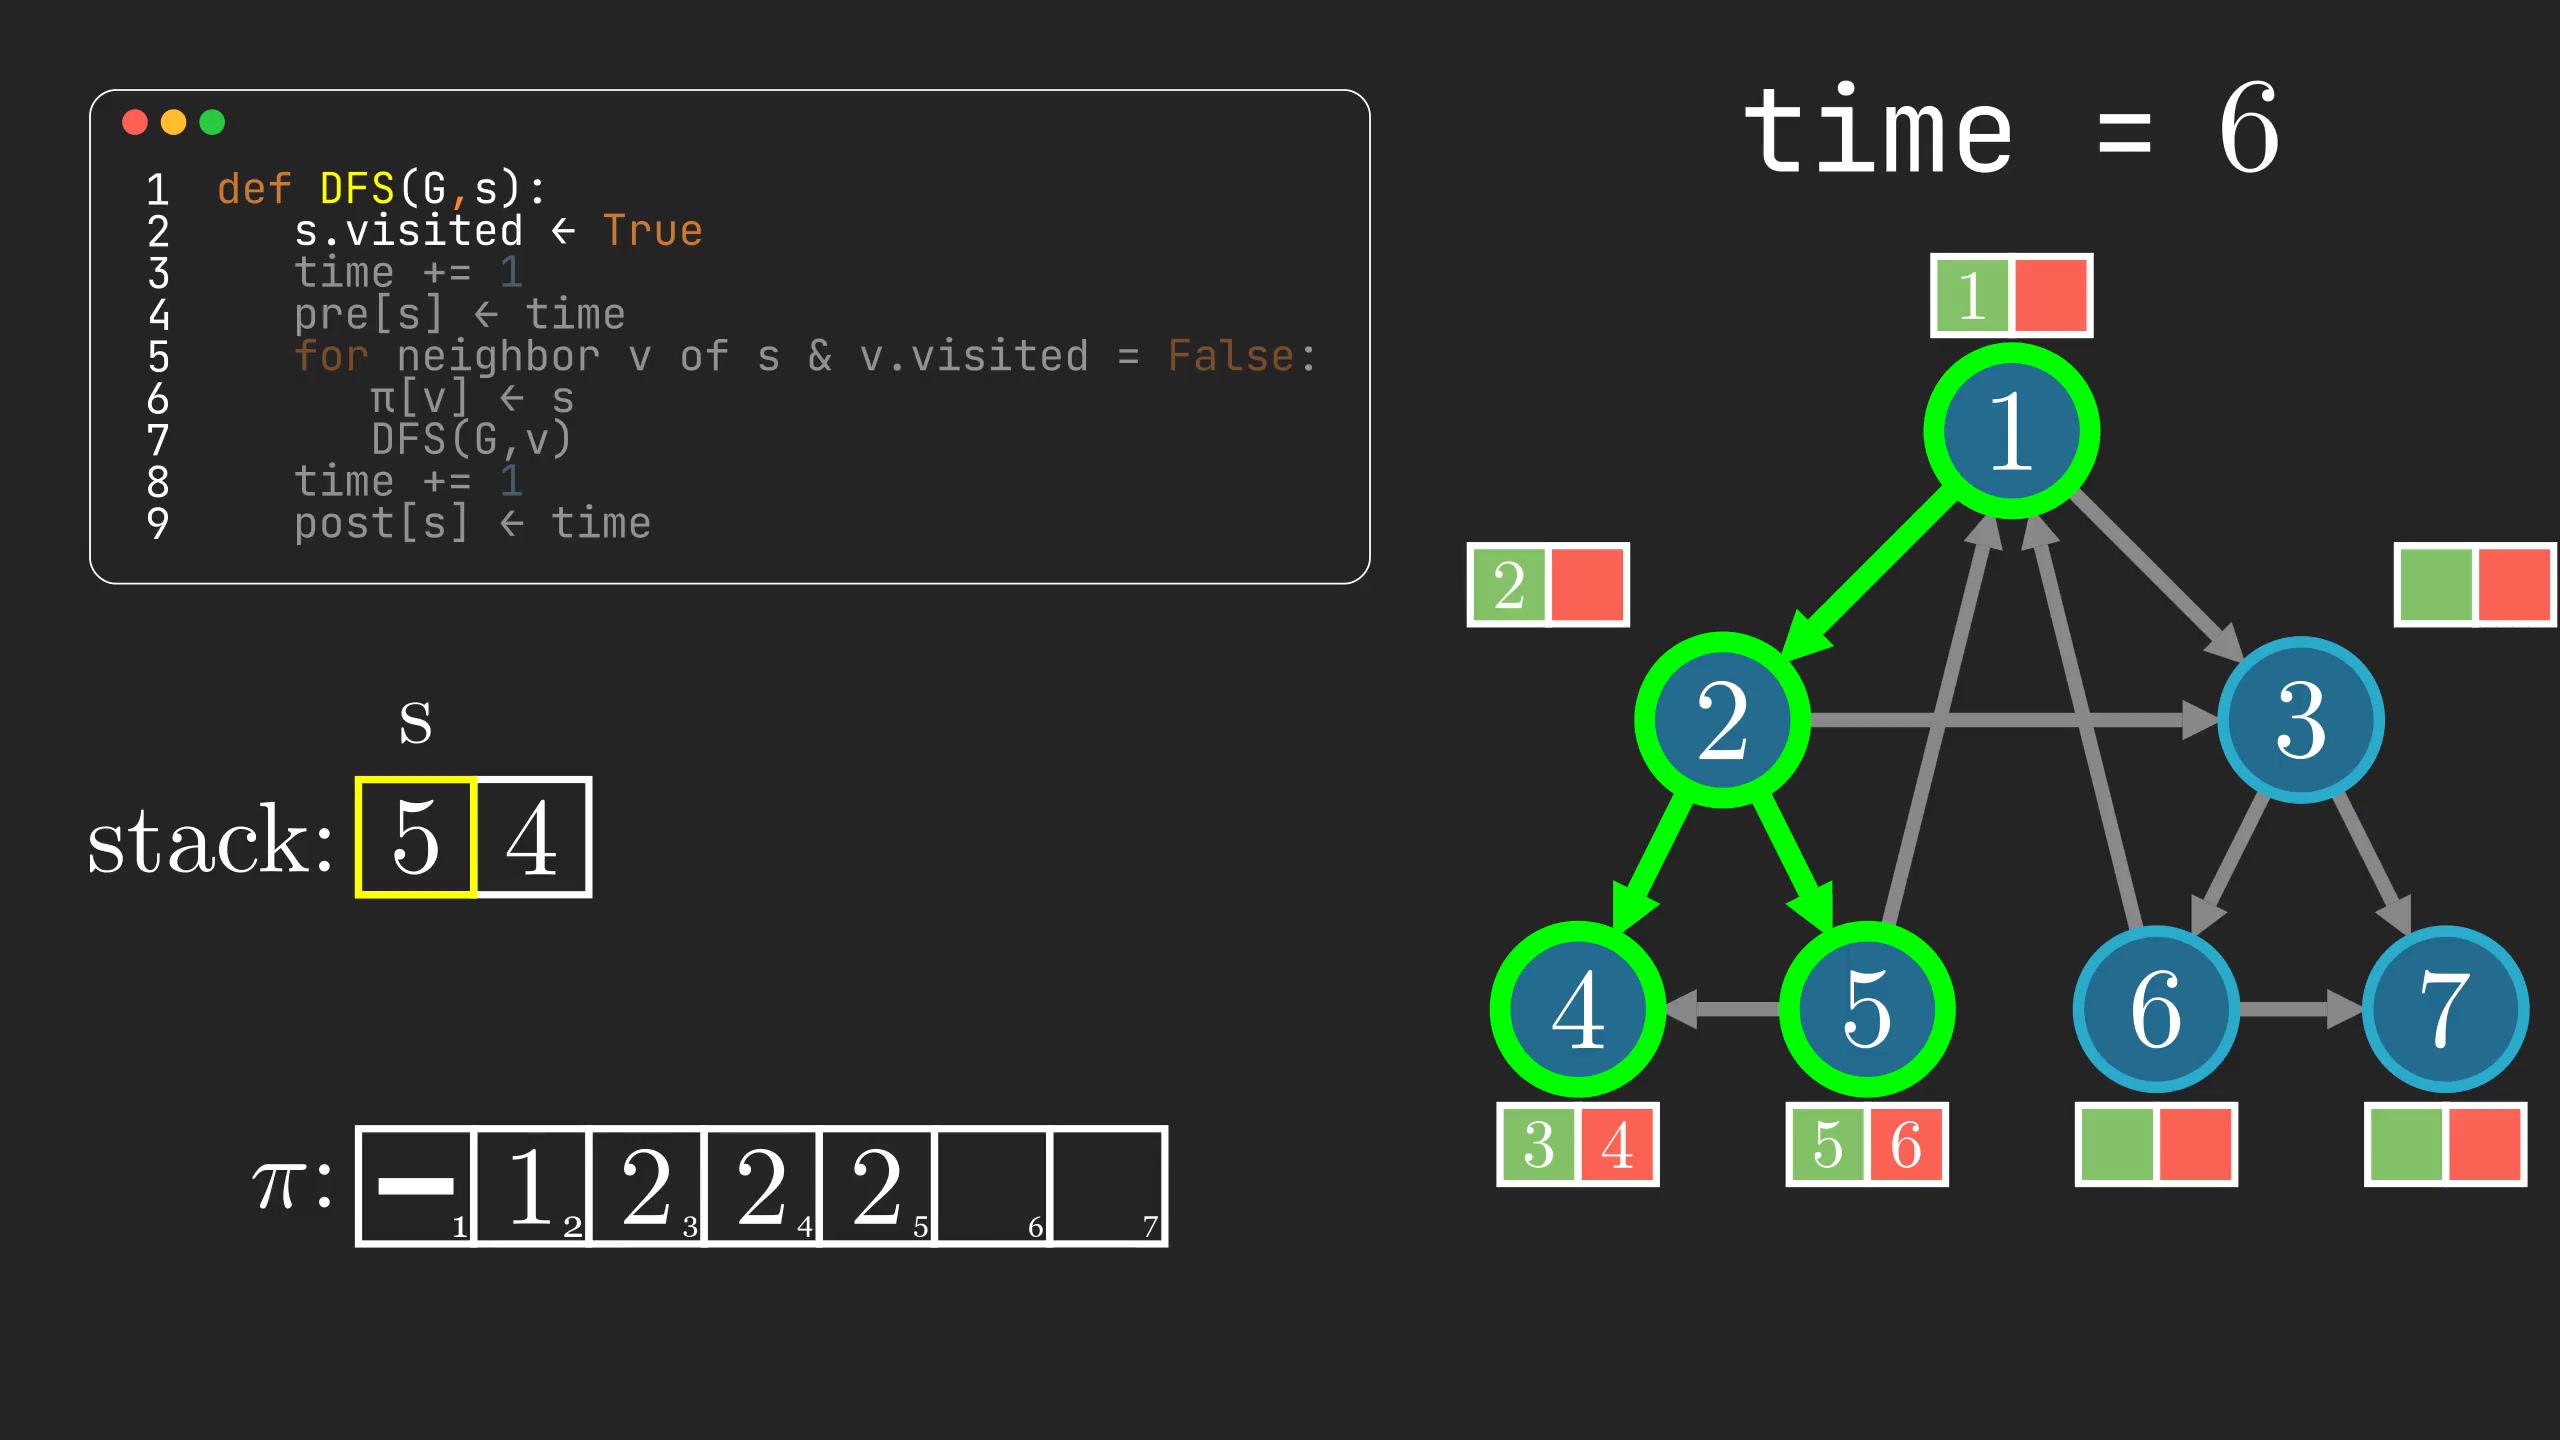 time = 6
1 def DFS(G,s):
2 s.visited ← True
3 time += 1
4 pre[s] ← time
5 for neighbor v of s & v.visited = False:
6 π[v] ← s
7 DFS(G,v)
8 time += 1
9 post[s] ← time
1
1
2
2
3
s
stack: 5 4
4 5 6 7
3 4 5 6
π: – 1 1 2 2 3 2 4 2 5 6 7